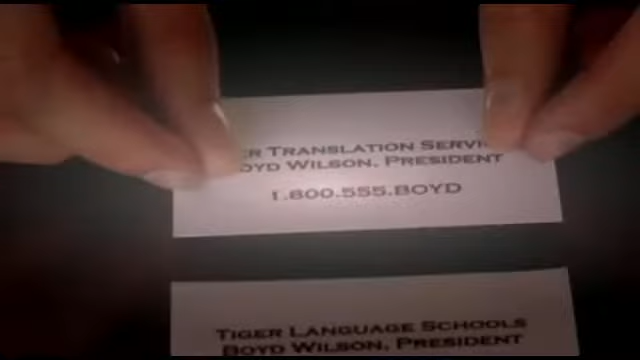 TRANSLATION
WILSON, PRESIDENT
1.800.555.BOYD
TIGER LANGUAGE SCHOOLS
BOYD WILSON, PRESIDENT